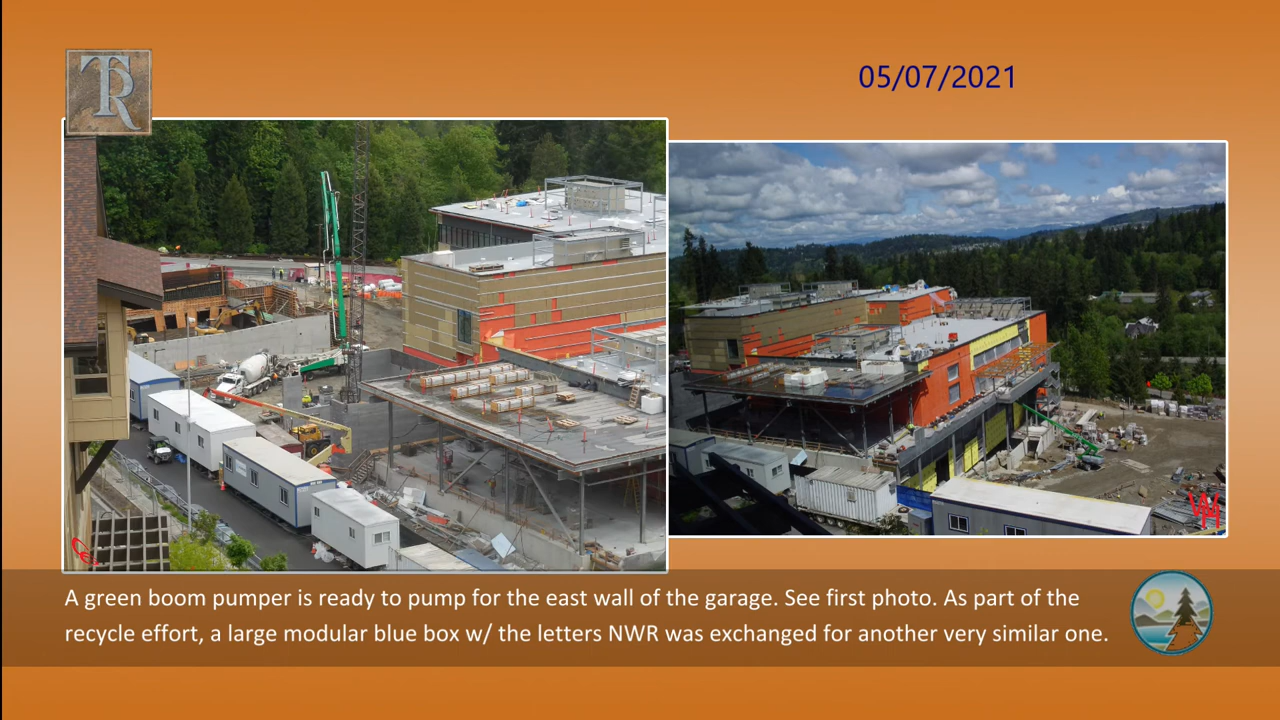 TR
05/07/2021
A green boom pumper is ready to pump for the east wall of the garage. See first photo. As part of the
recycle effort, a large modular blue box w/ the letters NWR was exchanged for another very similar one.